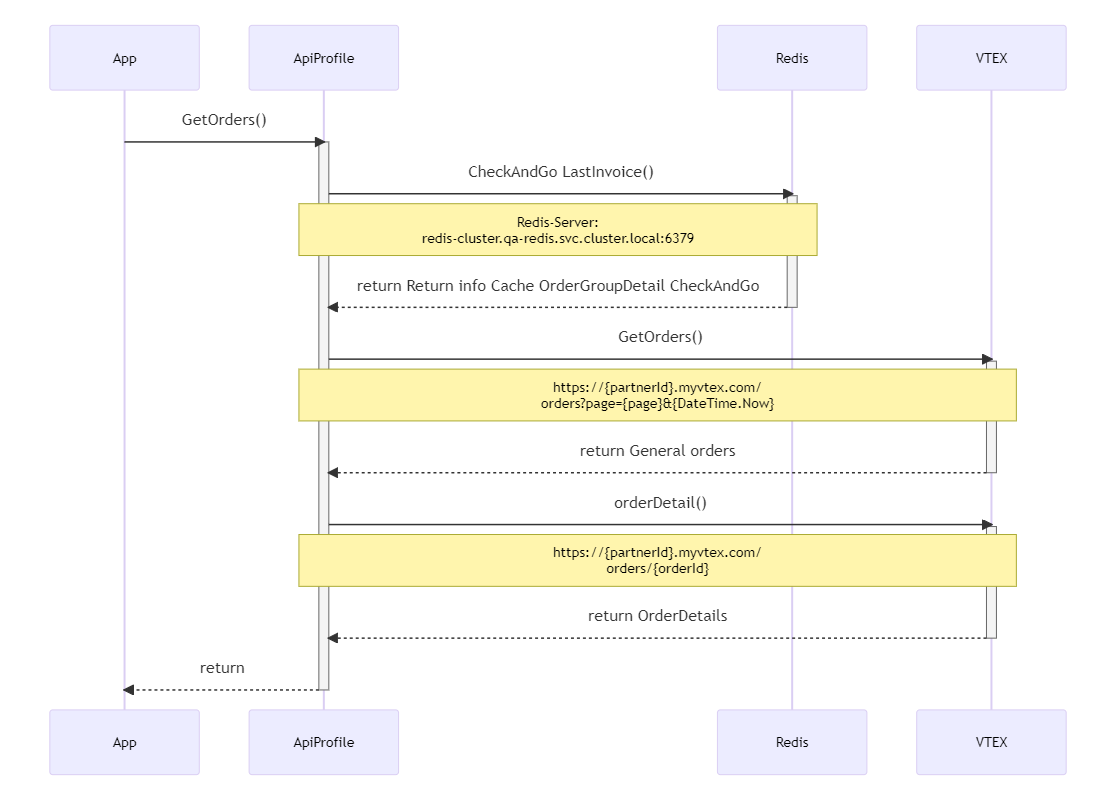 App
ApiProfile
Redis
VTEX
GetOrders()
CheckAndGo LastInvoice()
Redis-Server:
redis-cluster.qa-redis.svc.cluster.local:6379
return Return info Cache OrderGroupDetail CheckAndGo
GetOrders()
https://{partnerId}.myvtex.com/
orders?page={page}&{DateTime.Now}
return General orders
orderDetail()
https://{partnerId}.myvtex.com/
orders/{orderId}
return OrderDetails
return
App
ApiProfile
Redis
VTEX